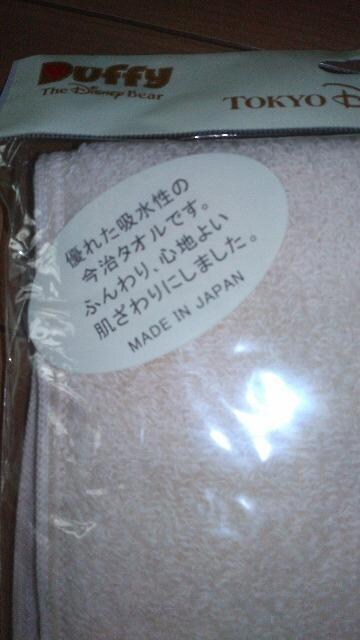 Duffy
The Disney Bear
TOKYO D
優れた吸水性の
今治タオルです。
ふんわり、心地よい
肌ざわりにしました。
MADE IN JAPAN